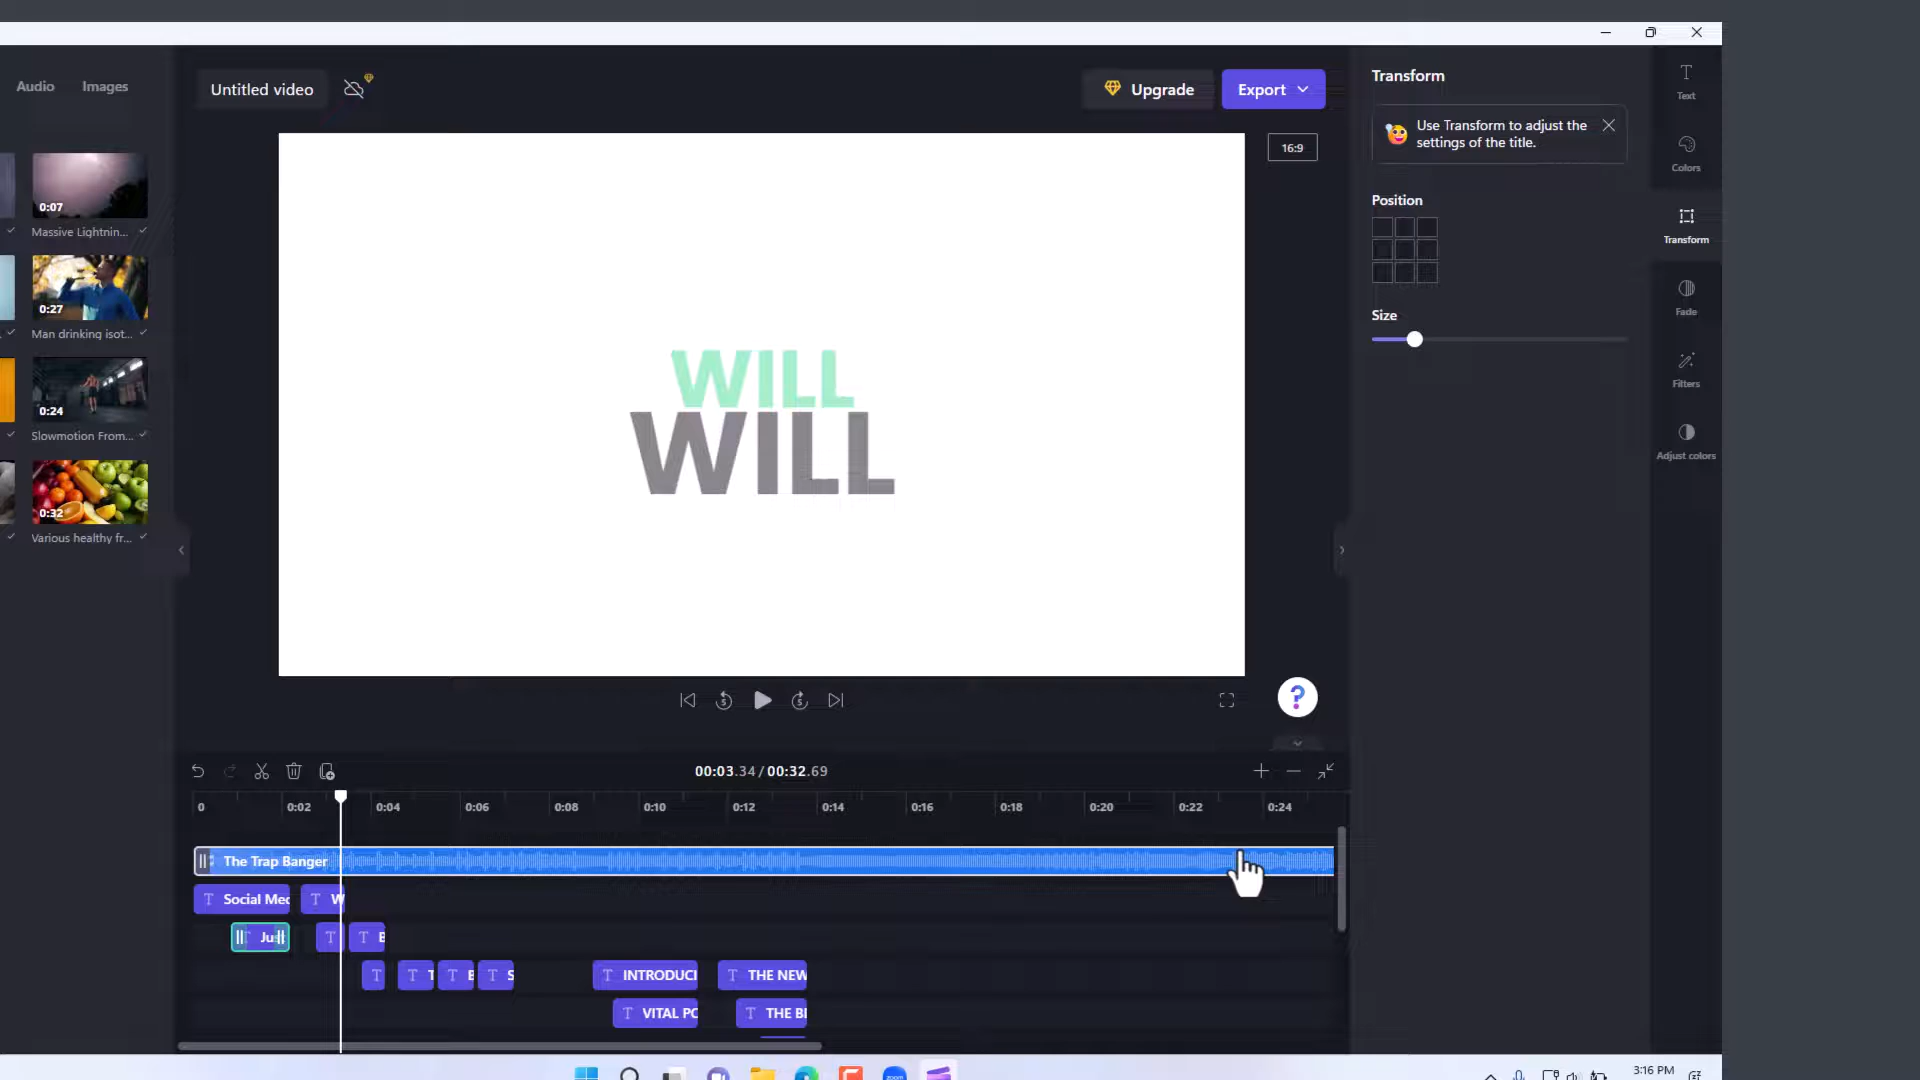 Audio
Images
Untitled video
Upgrade
Export
Transform
Use Transform to adjust the
settings of the title.
16:9
Text
Colors
Transform
Fade
Filters
Adjust colors
Position
Size
0:07
Massive Lightnin...
0:27
Man drinking isot...
0:24
Slowmotion From...
0:32
Various healthy fr...
WILL
WILL
?
00:03.34 / 00:32.69
0
0:02
0:04
0:06
0:08
0:10
0:12
0:14
0:16
0:18
0:20
0:22
0:24
The Trap Banger
T Social Med
T W
Ju
T
T B
T
T T
T B
T S
T INTRODUCI
T THE NEW
T VITAL PO
T THE BI
zoom
3:16 PM